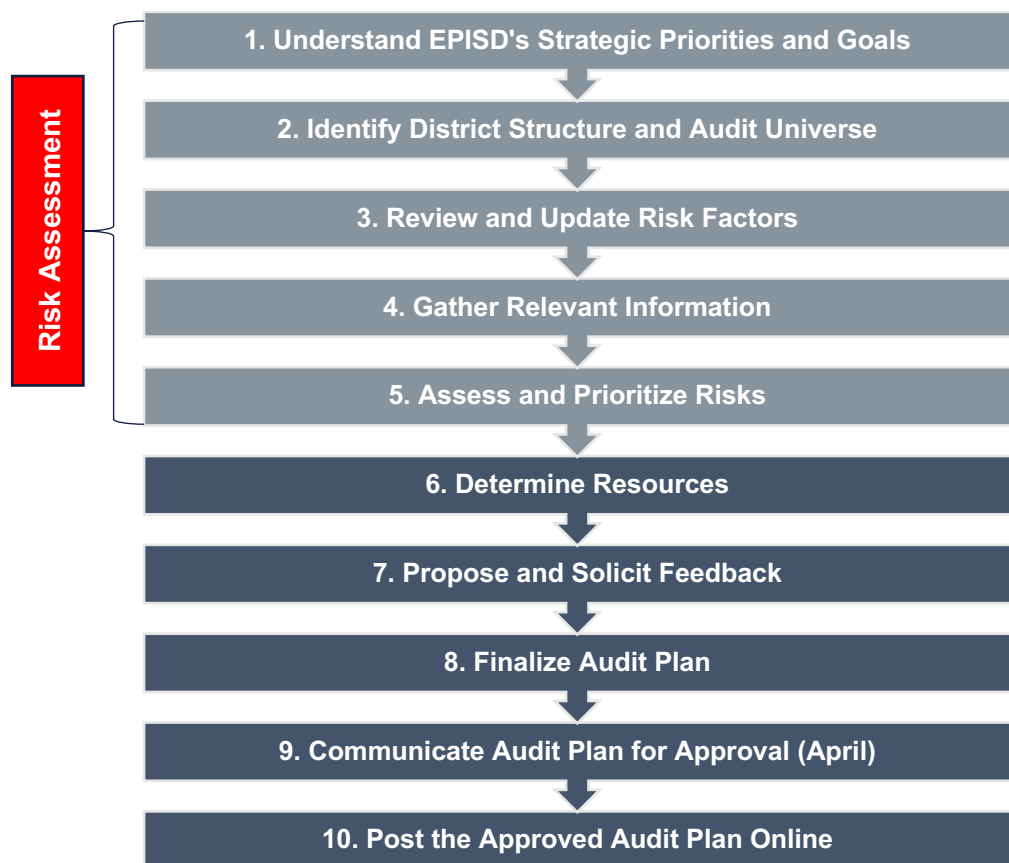 Risk Assessment
1. Understand EPISD's Strategic Priorities and Goals
2. Identify District Structure and Audit Universe
3. Review and Update Risk Factors
4. Gather Relevant Information
5. Assess and Prioritize Risks
6. Determine Resources
7. Propose and Solicit Feedback
8. Finalize Audit Plan
9. Communicate Audit Plan for Approval (April)
10. Post the Approved Audit Plan Online